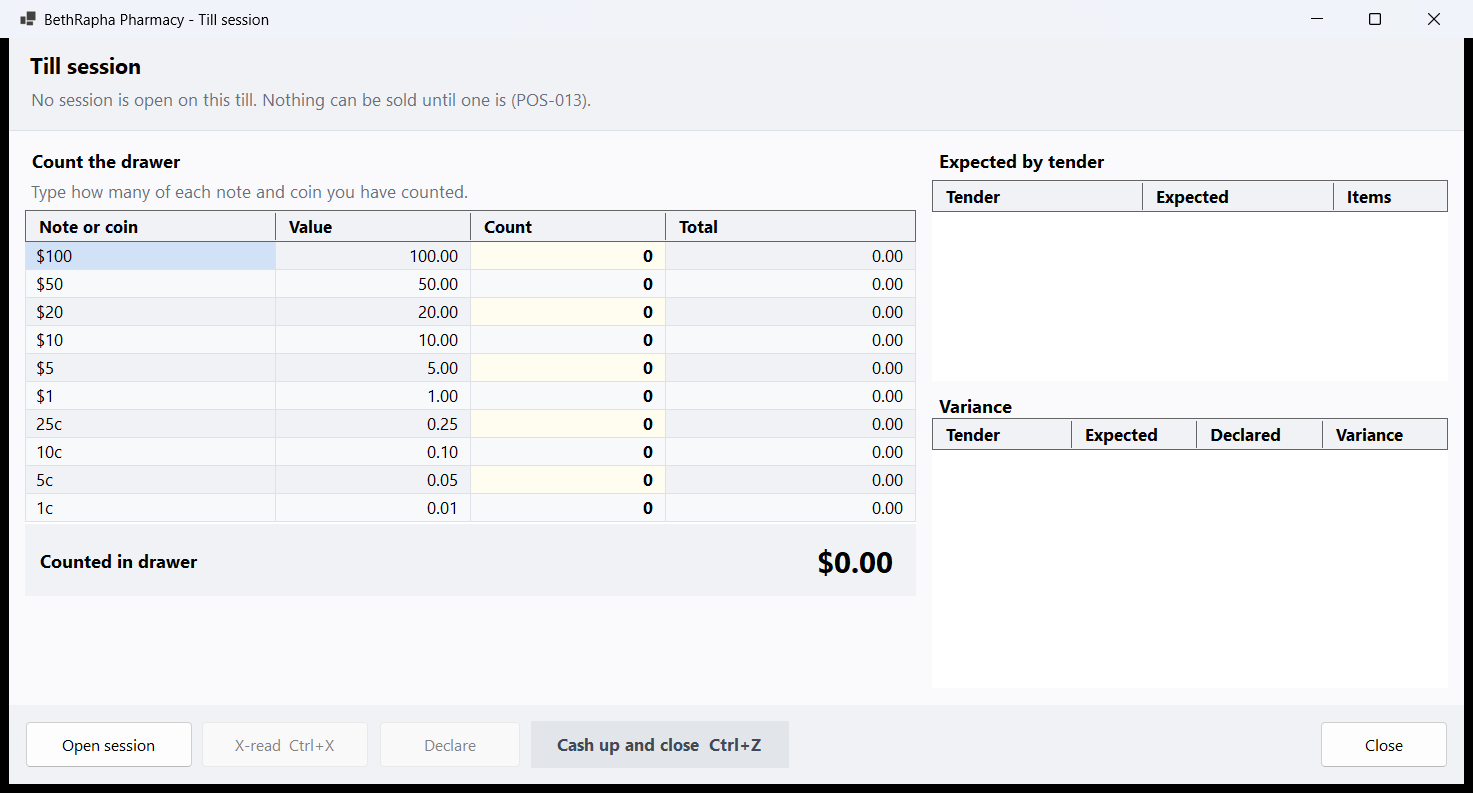 BethRapha Pharmacy - Till session
Till session
No session is open on this till. Nothing can be sold until one is (POS-013).
Count the drawer
Type how many of each note and coin you have counted.
Note or coin Value Count Total
$100 100.00 0 0.00
$50 50.00 0 0.00
$20 20.00 0 0.00
$10 10.00 0 0.00
$5 5.00 0 0.00
$1 1.00 0 0.00
25c 0.25 0 0.00
10c 0.10 0 0.00
5c 0.05 0 0.00
1c 0.01 0 0.00
Counted in drawer $0.00
Expected by tender
Tender Expected Items
Variance
Tender Expected Declared Variance
Open session X-read Ctrl+X Declare Cash up and close Ctrl+Z Close